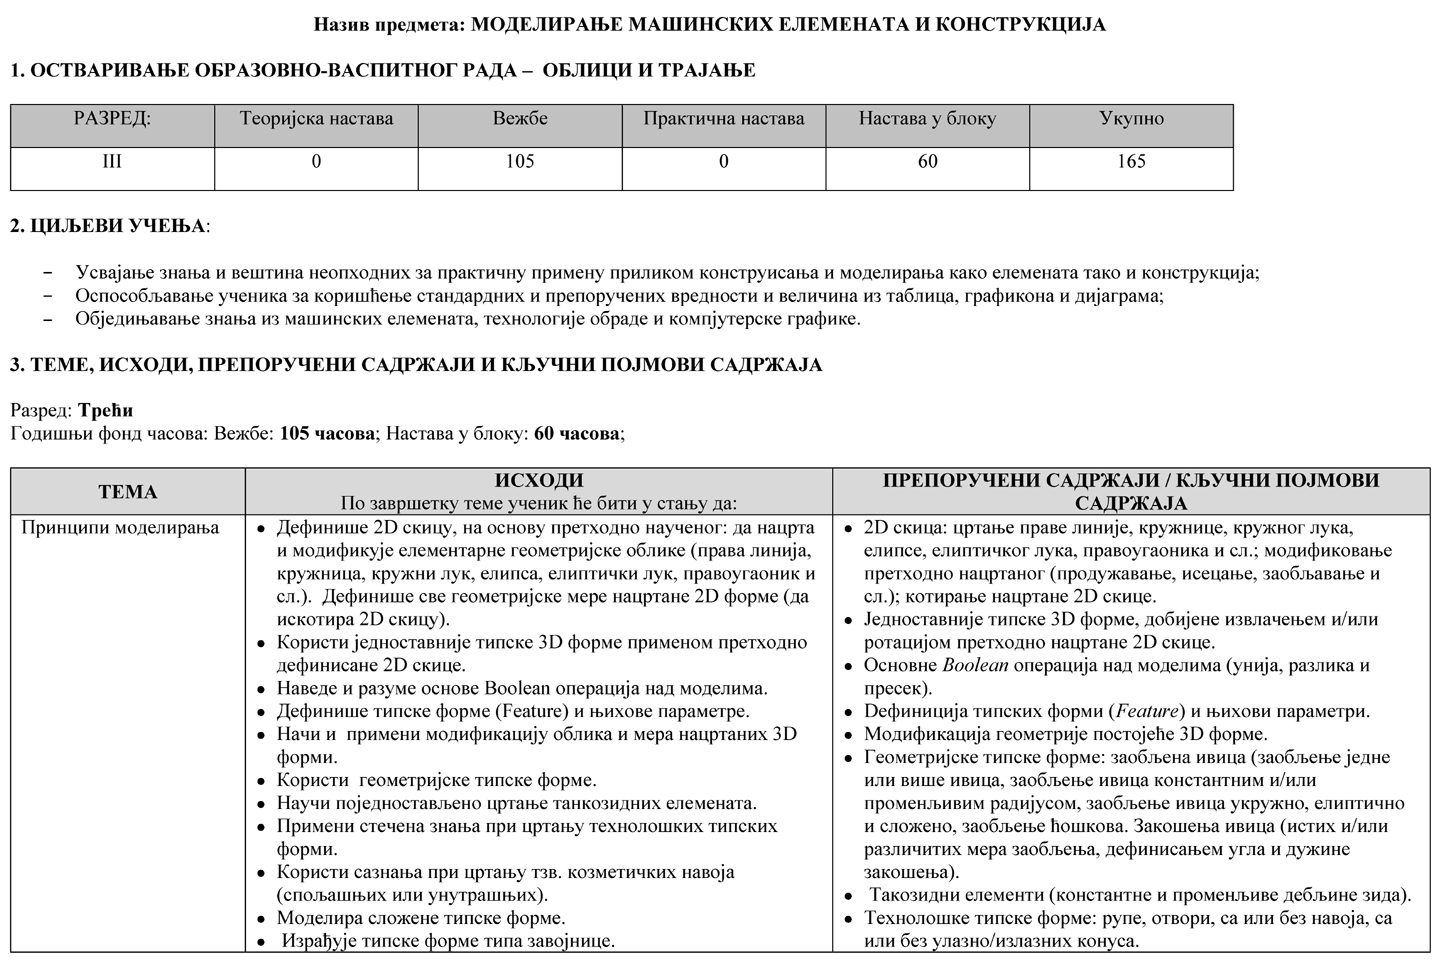 Назив предмета: МОДЕЛИРАЊЕ МАШИНСКИХ ЕЛЕМЕНАТА И КОНСТРУКЦИЈА
1. ОСТВАРИВАЊЕ ОБРАЗОВНО-ВАСПИТНОГ РАДА – ОБЛИЦИ И ТРАЈАЊЕ
РАЗРЕД: Теоријска настава Вежбе Практична настава Настава у блоку Укупно
III 0 105 0 60 165
2. ЦИЉЕВИ УЧЕЊА:
– Усвајање знања и вештина неопходних за практичну примену приликом конструисања и моделирања како елемената тако и конструкција;
– Оспособљавање ученика за коришћење стандардних и препоручених вредности и величина из таблица, графикона и дијаграма;
– Обједињавање знања из машинских елемената, технологије обраде и компјутерске графике.
3. ТЕМЕ, ИСХОДИ, ПРЕПОРУЧЕНИ САДРЖАЈИ И КЉУЧНИ ПОЈМОВИ САДРЖАЈА
Разред: Трећи
Годишњи фонд часова: Вежбе: 105 часова; Настава у блоку: 60 часова;
ТЕМА
ИСХОДИ
По завршетку теме ученик ће бити у стању да:
ПРЕПОРУЧЕНИ САДРЖАЈИ / КЉУЧНИ ПОЈМОВИ
САДРЖАЈА
Принципи моделирања
• Дефинише 2D скицу, на основу претходно наученог: да нацрта
и модификује елементарне геометријске облике (права линија,
кружница, кружни лук, елипса, елиптички лук, правоугаоник и
сл.). Дефинише све геометријске мере нацртане 2D форме (да
искотира 2D скицу).
• Користи једноставније типске 3D форме применом претходно
дефинисане 2D скице.
• Наведе и разуме основе Boolean операција над моделима.
• Дефинише типске форме (Feature) и њихове параметре.
• Начи и примени модификацију облика и мера нацртаних 3D
форми.
• Користи геометријске типске форме.
• Научи поједностављено цртање танкозидних елемената.
• Примени стечена знања при цртању технолошких типских
форми.
• Користи сазнања при цртању тзв. козметичких навоја
(спољашњих или унутрашњих).
• Моделира сложене типске форме.
• Израђује типске форме типа завојнице.
• 2D скица: цртање праве линије, кружнице, кружног лука,
елипсе, елиптичког лука, правоугаоника и сл.; модификовање
претходно нацртаног (продужавање, исецање, заобљавање и
сл.); котирање нацртане 2D скице.
• Једноставније типске 3D форме, добијене извлачењем и/или
ротацијом претходно нацртане 2D скице.
• Основне Boolean операција над моделима (унија, разлика и
пресек).
• Dефиниција типских форми (Feature) и њихови параметри.
• Модификација геометрије постојеће 3D форме.
• Геометријске типске форме: заобљена ивица (заобљење једне
или више ивица, заобљење ивица константним и/или
променљивим радијусом, заобљење ивица укружно, елиптично
и сложено, заобљење ћошкова. Закошења ивица (истих и/или
различитих мера заобљења, дефинисањем угла и дужине
закошења).
• Такозидни елементи (константне и променљиве дебљине зида).
• Технолошке типске форме: рупе, отвори, са или без навоја, са
или без улазно/излазних конуса.